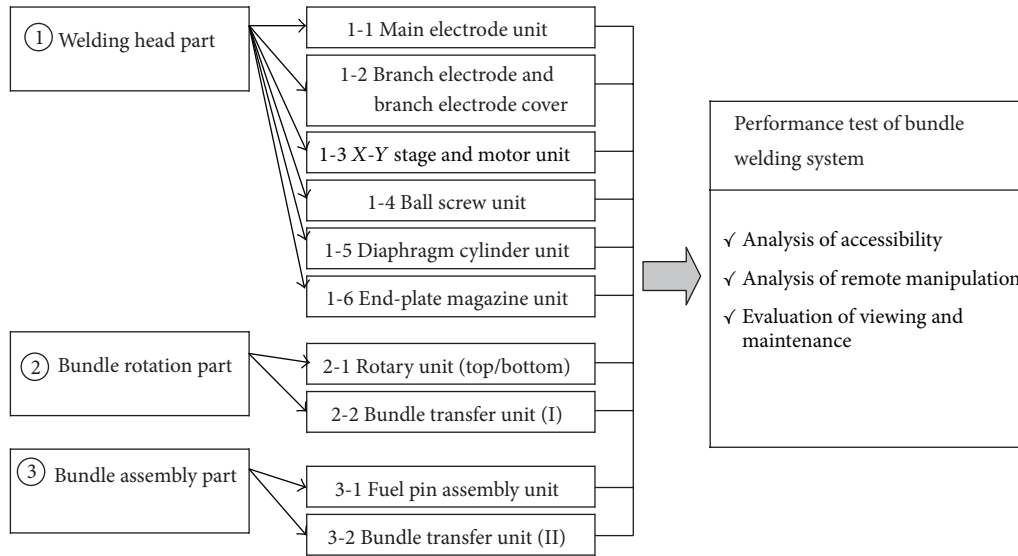 ① Welding head part
1-1 Main electrode unit
1-2 Branch electrode and
branch electrode cover
1-3 X-Y stage and motor unit
1-4 Ball screw unit
1-5 Diaphragm cylinder unit
1-6 End-plate magazine unit
② Bundle rotation part
2-1 Rotary unit (top/bottom)
2-2 Bundle transfer unit (I)
③ Bundle assembly part
3-1 Fuel pin assembly unit
3-2 Bundle transfer unit (II)
Performance test of bundle
welding system
✓ Analysis of accessibility
✓ Analysis of remote manipulation
✓ Evaluation of viewing and
maintenance